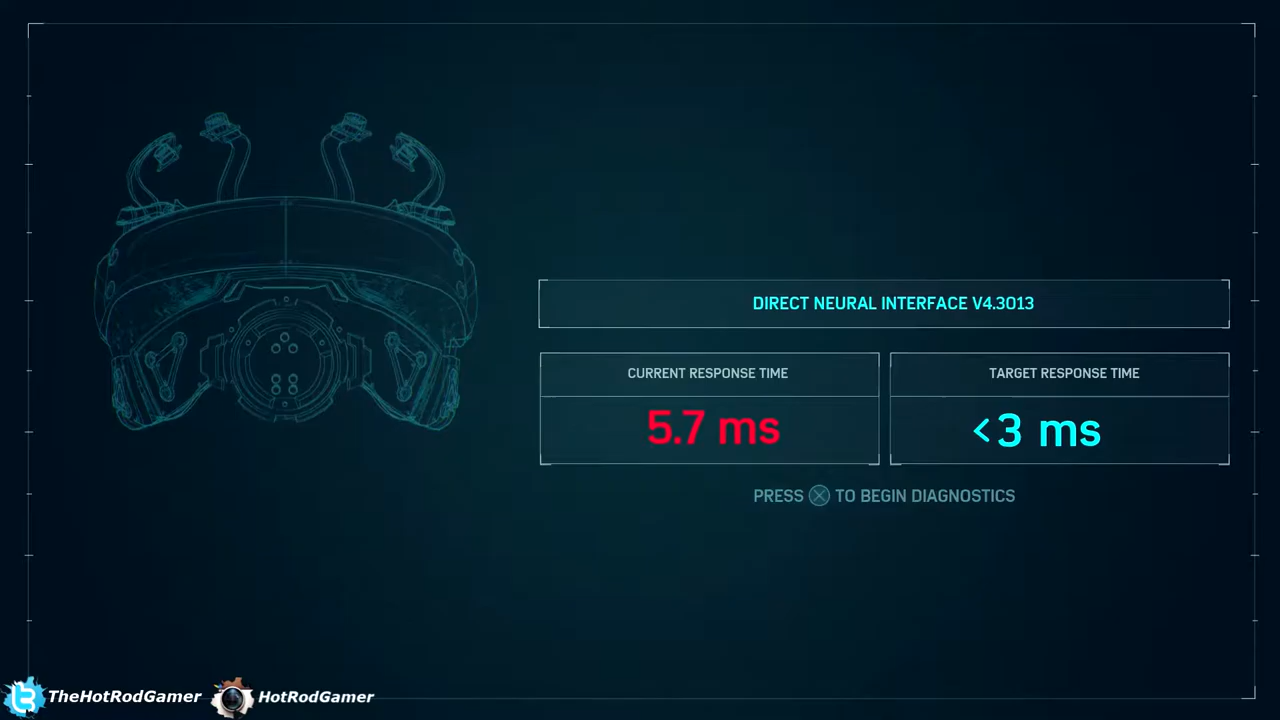 DIRECT NEURAL INTERFACE V4.3013
CURRENT RESPONSE TIME
5.7 ms
TARGET RESPONSE TIME
<3 ms
PRESS ⓧ TO BEGIN DIAGNOSTICS
TheHotRodGamer
HotRodGamer